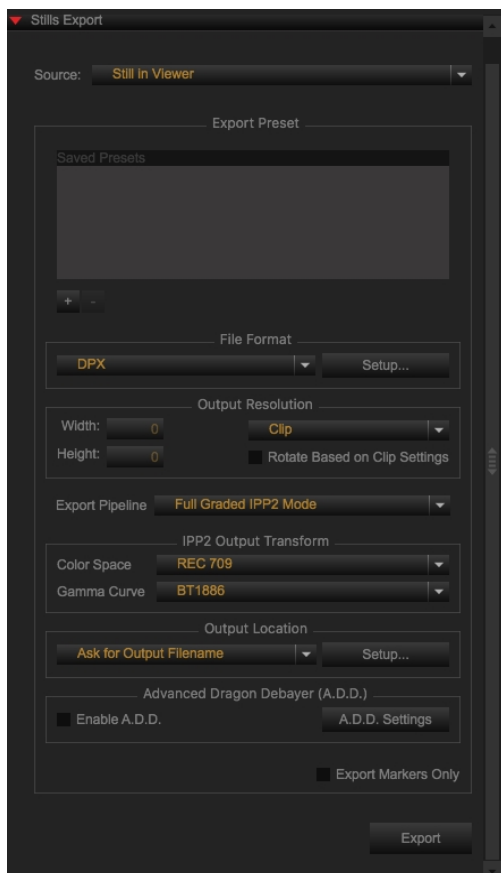 Stills Export
Source: Still in Viewer
Export Preset
Saved Presets
+ -
File Format
DPX Setup...
Output Resolution
Width: 0 Clip
Height: 0 Rotate Based on Clip Settings
Export Pipeline Full Graded IPP2 Mode
IPP2 Output Transform
Color Space REC 709
Gamma Curve BT1886
Output Location
Ask for Output Filename Setup...
Advanced Dragon Debayer (A.D.D.)
Enable A.D.D. A.D.D. Settings
Export Markers Only
Export